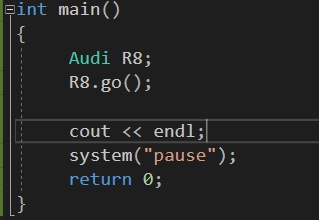 int main()
{
Audi R8;
R8.go();
cout << endl;
system("pause");
return 0;
}